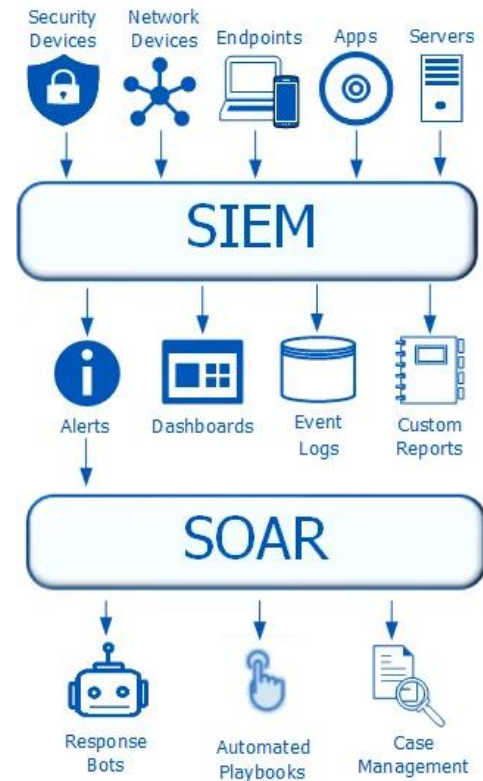 Security
Devices
Network
Devices
Endpoints
Apps
Servers
SIEM
Alerts
Dashboards
Event
Logs
Custom
Reports
SOAR
Response
Bots
Automated
Playbooks
Case
Management